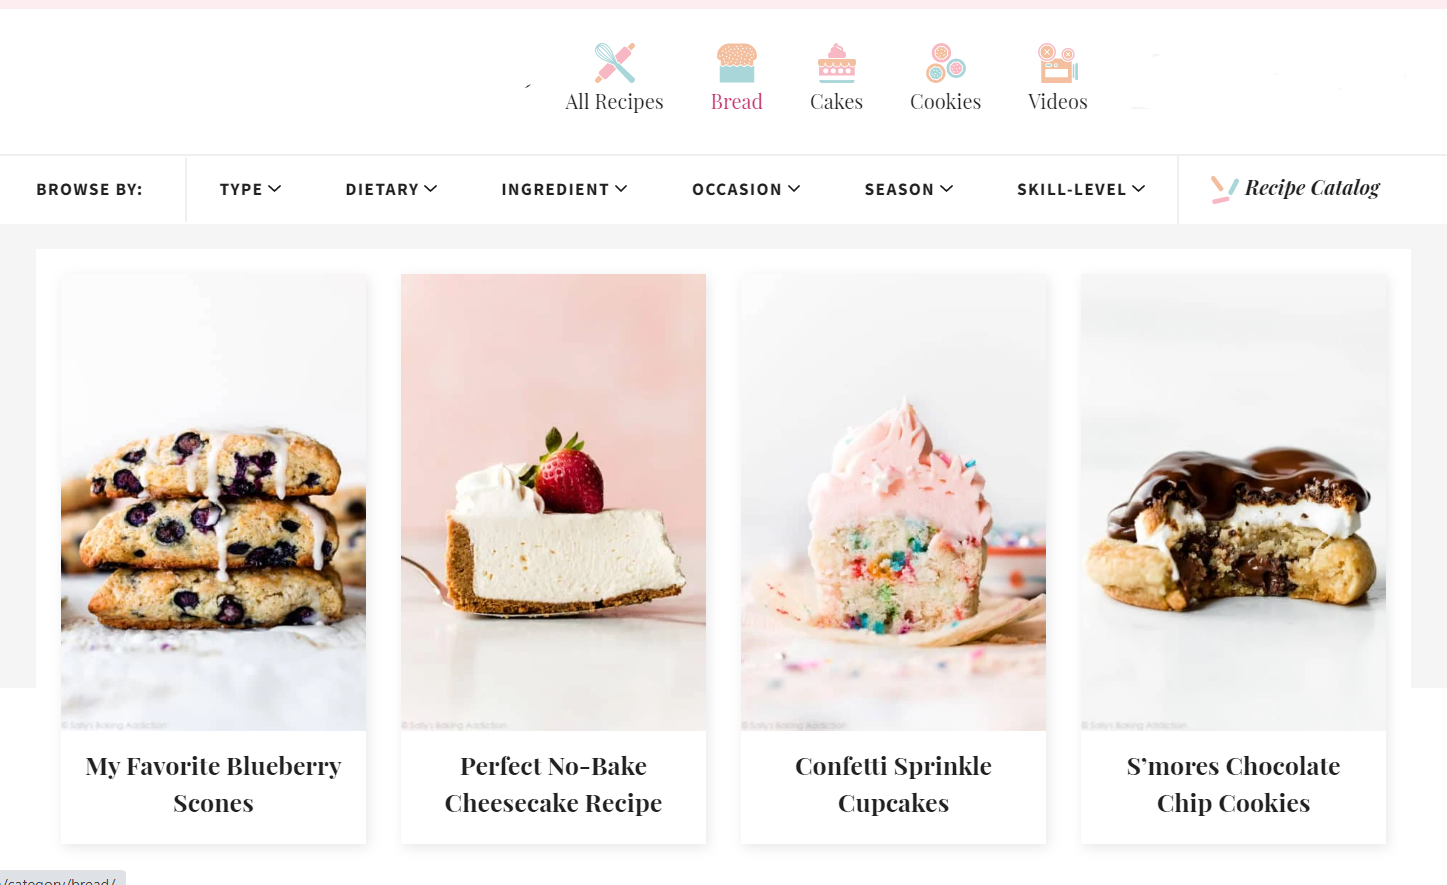 All Recipes
Bread
Cakes
Cookies
Videos
BROWSE BY:
TYPE
DIETARY
INGREDIENT
OCCASION
SEASON
SKILL-LEVEL
Recipe Catalog
© Sally's Baking Addiction
© Sally's Baking Addiction
© Sally's Baking Addiction
© Sally's Baking Addiction
My Favorite Blueberry
Scones
Perfect No-Bake
Cheesecake Recipe
Confetti Sprinkle
Cupcakes
S’mores Chocolate
Chip Cookies
/category/bread/